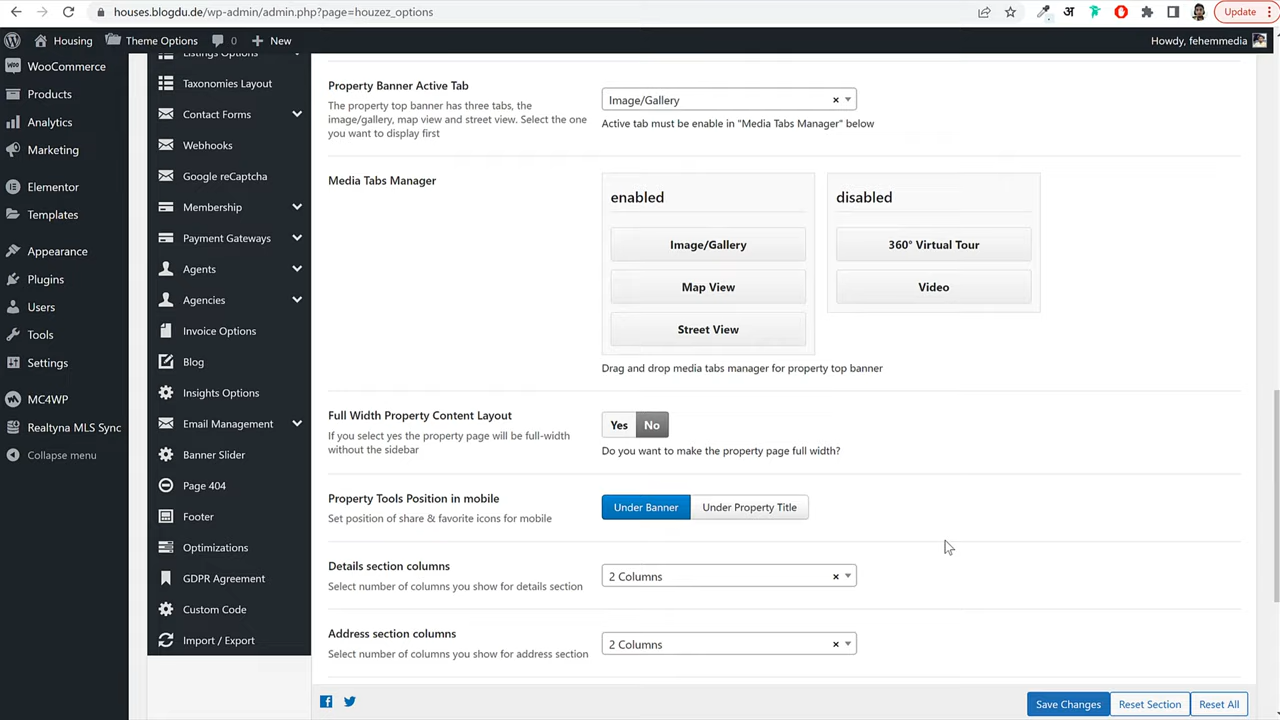 houses.blogdu.de/wp-admin/admin.php?page=houzez_options
अ
Update
Housing
Theme Options
0
New
Howdy, fehemmedia
WooCommerce
Products
Analytics
Marketing
Elementor
Templates
Appearance
Plugins
Users
Tools
Settings
MC4WP
Realtyna MLS Sync
Collapse menu
Listings Options
Taxonomies Layout
Contact Forms
Webhooks
Google reCaptcha
Membership
Payment Gateways
Agents
Agencies
Invoice Options
Blog
Insights Options
Email Management
Banner Slider
Page 404
Footer
Optimizations
GDPR Agreement
Custom Code
Import / Export
Property Banner Active Tab
The property top banner has three tabs, the
image/gallery, map view and street view. Select the one
you want to display first
Image/Gallery
Active tab must be enable in "Media Tabs Manager" below
Media Tabs Manager
enabled
Image/Gallery
Map View
Street View
disabled
360° Virtual Tour
Video
Drag and drop media tabs manager for property top banner
Full Width Property Content Layout
If you select yes the property page will be full-width
without the sidebar
Yes No
Do you want to make the property page full width?
Property Tools Position in mobile
Set position of share & favorite icons for mobile
Under Banner Under Property Title
Details section columns
Select number of columns you show for details section
2 Columns
Address section columns
Select number of columns you show for address section
2 Columns
Save Changes Reset Section Reset All